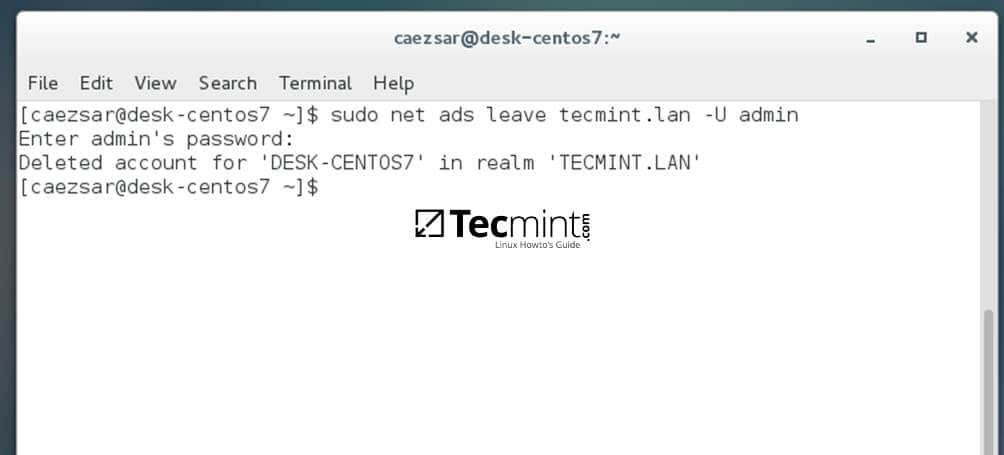 caezsar@desk-centos7:~
File Edit View Search Terminal Help
[caezsar@desk-centos7 ~]$ sudo net ads leave tecmint.lan -U admin
Enter admin's password:
Deleted account for 'DESK-CENTOS7' in realm 'TECMINT.LAN'
[caezsar@desk-centos7 ~]$
Tecmint.com
Linux Howto's Guide